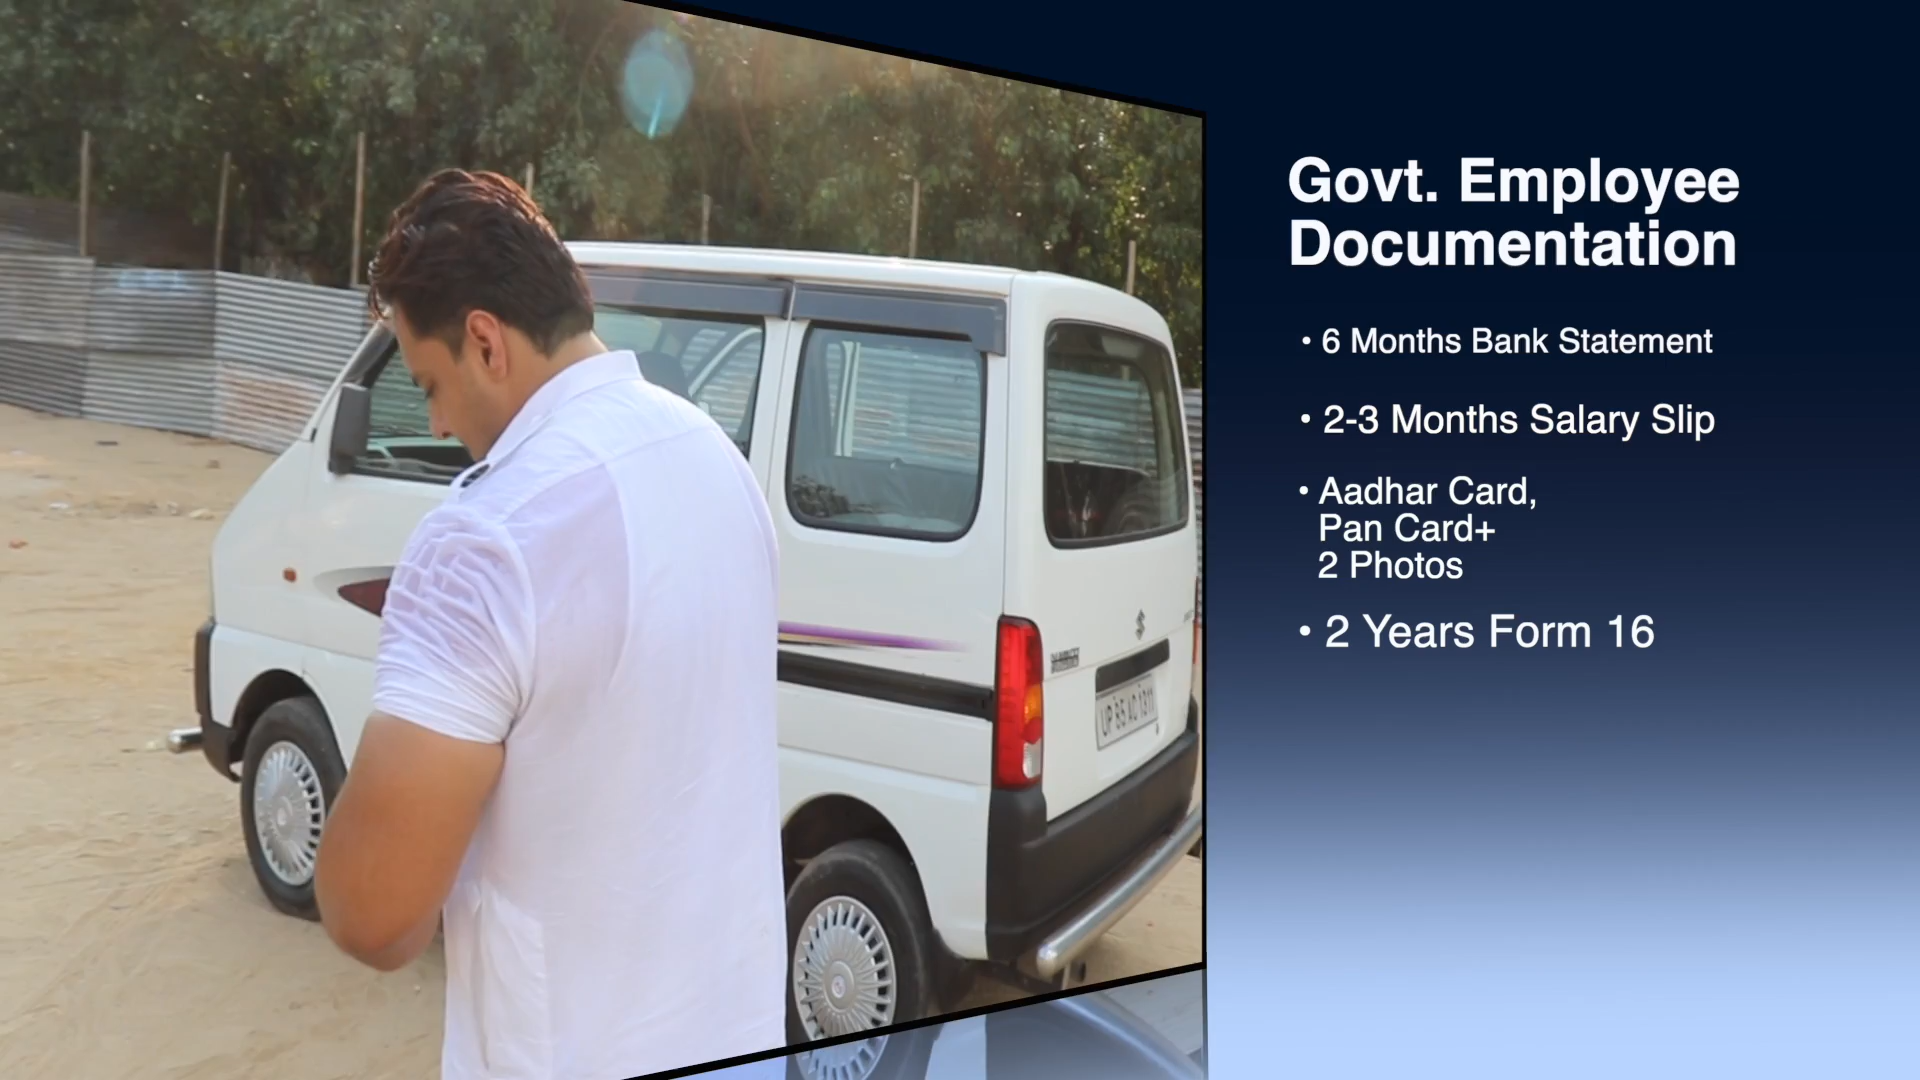 Govt. Employee
Documentation
• 6 Months Bank Statement
• 2-3 Months Salary Slip
• Aadhar Card,
Pan Card+
2 Photos
• 2 Years Form 16